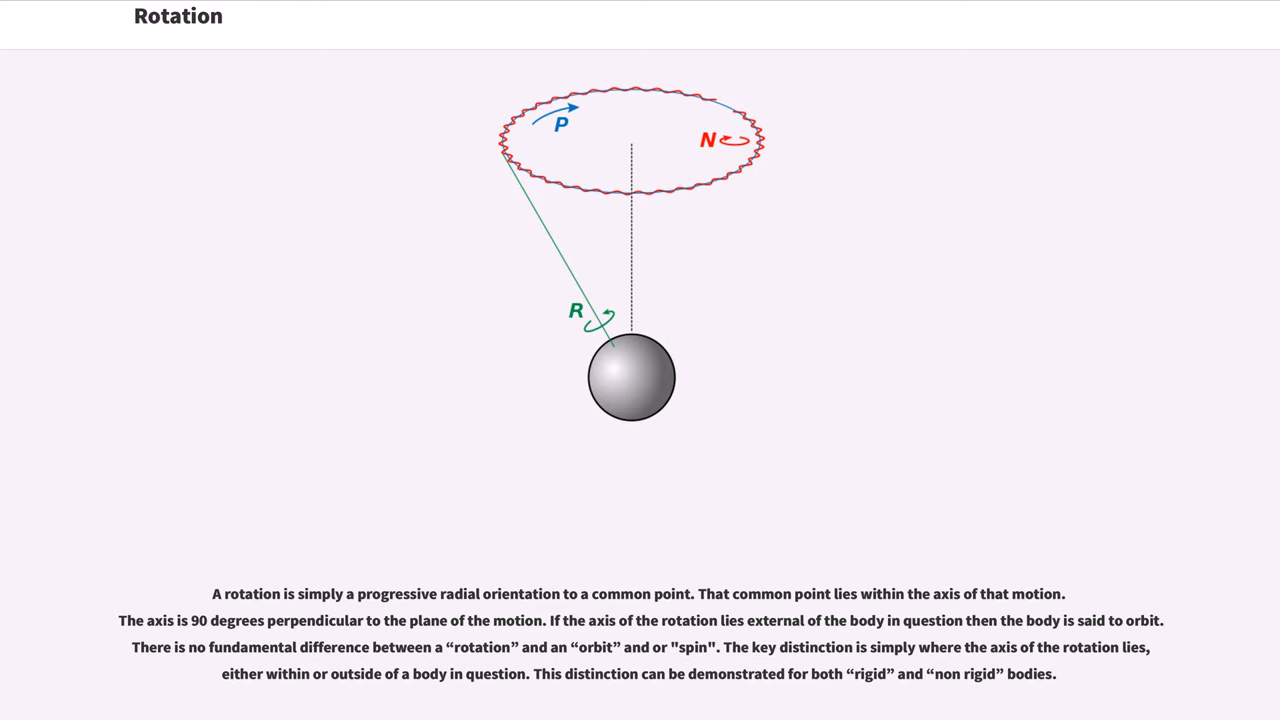 Rotation
P
N
R
A rotation is simply a progressive radial orientation to a common point. That common point lies within the axis of that motion.
The axis is 90 degrees perpendicular to the plane of the motion. If the axis of the rotation lies external of the body in question then the body is said to orbit.
There is no fundamental difference between a “rotation” and an “orbit” and or "spin". The key distinction is simply where the axis of the rotation lies,
either within or outside of a body in question. This distinction can be demonstrated for both “rigid” and “non rigid” bodies.